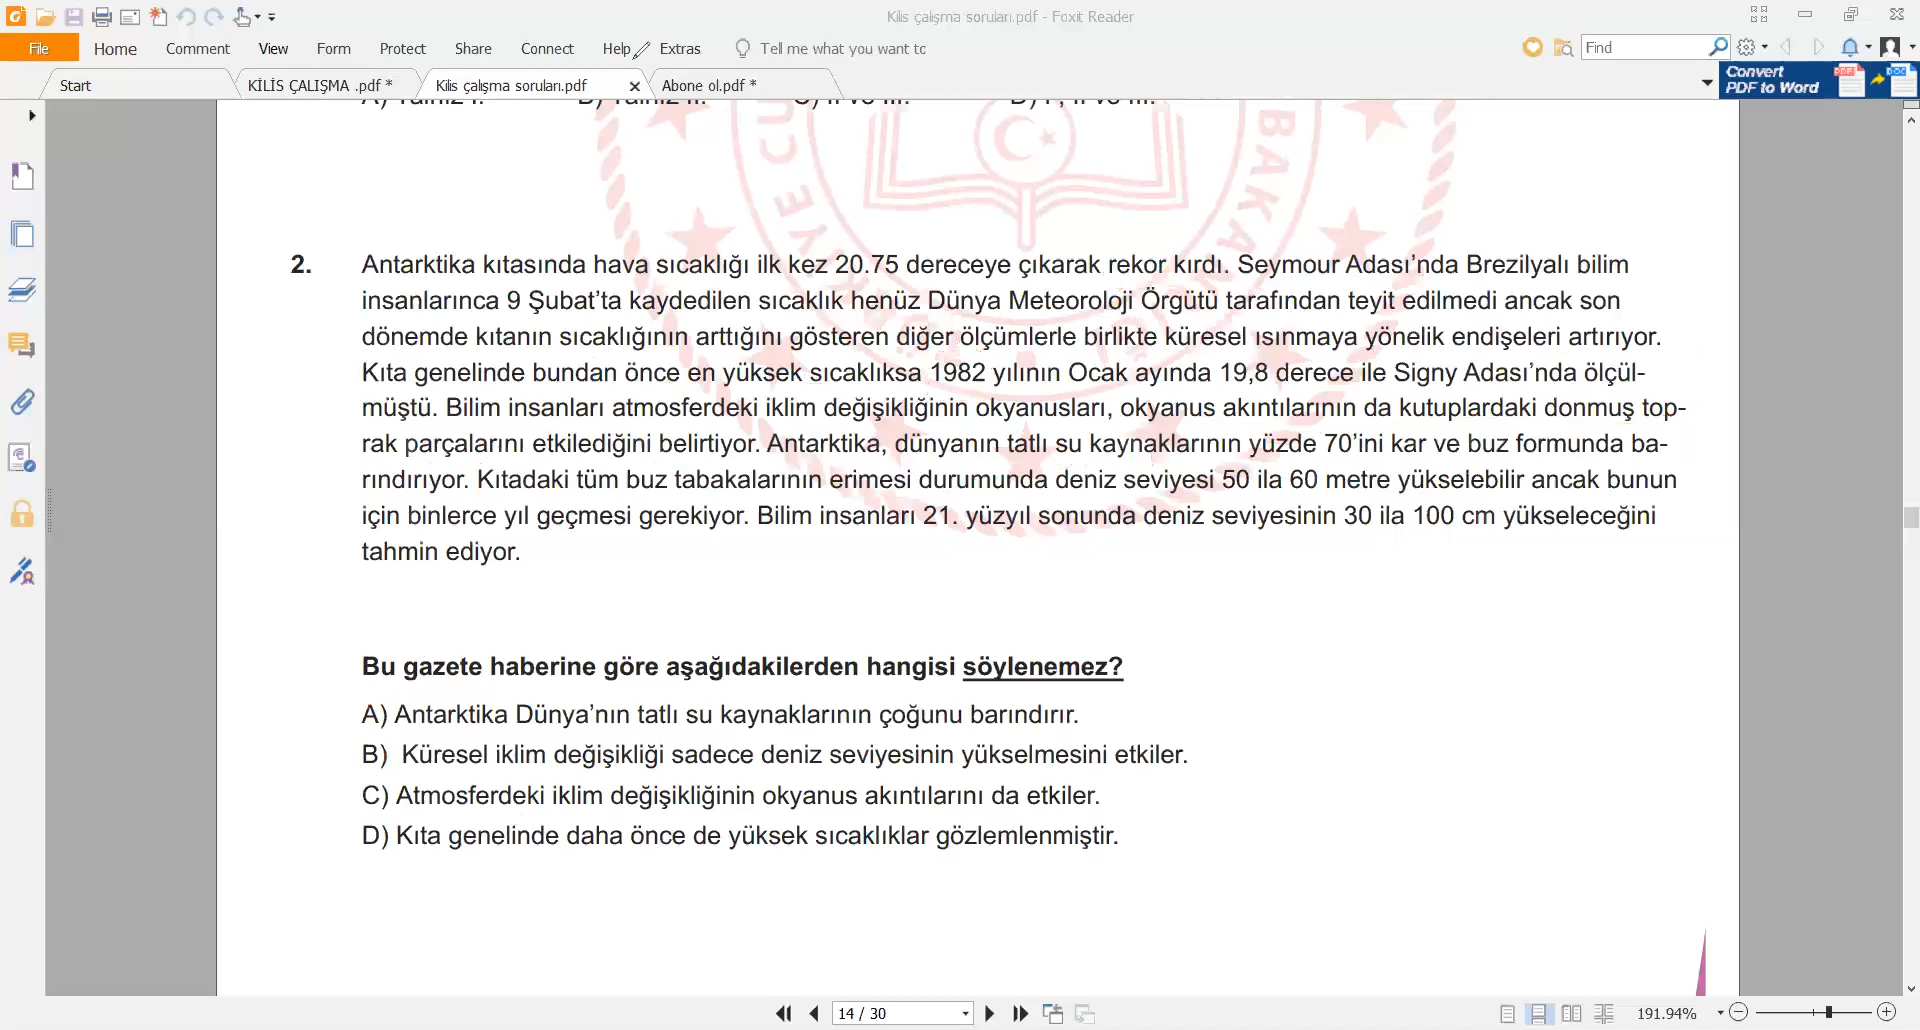 Kilis çalışma soruları.pdf - Foxit Reader
File Home Comment View Form Protect Share Connect Help Extras Tell me what you want to
Find
Start KİLİS ÇALIŞMA .pdf * Kilis çalışma soruları.pdf Abone ol.pdf *
Convert
PDF to Word
A) Yalnız I. B) Yalnız II. C) II ve III. D) I, II ve III.
2. Antarktika kıtasında hava sıcaklığı ilk kez 20.75 dereceye çıkarak rekor kırdı. Seymour Adası’nda Brezilyalı bilim
insanlarınca 9 Şubat’ta kaydedilen sıcaklık henüz Dünya Meteoroloji Örgütü tarafından teyit edilmedi ancak son
dönemde kıtanın sıcaklığının arttığını gösteren diğer ölçümlerle birlikte küresel ısınmaya yönelik endişeleri artırıyor.
Kıta genelinde bundan önce en yüksek sıcaklıksa 1982 yılının Ocak ayında 19,8 derece ile Signy Adası’nda ölçül-
müştü. Bilim insanları atmosferdeki iklim değişikliğinin okyanusları, okyanus akıntılarının da kutuplardaki donmuş top-
rak parçalarını etkilediğini belirtiyor. Antarktika, dünyanın tatlı su kaynaklarının yüzde 70’ini kar ve buz formunda ba-
rındırıyor. Kıtadaki tüm buz tabakalarının erimesi durumunda deniz seviyesi 50 ila 60 metre yükselebilir ancak bunun
için binlerce yıl geçmesi gerekiyor. Bilim insanları 21. yüzyıl sonunda deniz seviyesinin 30 ila 100 cm yükseleceğini
tahmin ediyor.
Bu gazete haberine göre aşağıdakilerden hangisi söylenemez?
A) Antarktika Dünya’nın tatlı su kaynaklarının çoğunu barındırır.
B) Küresel iklim değişikliği sadece deniz seviyesinin yükselmesini etkiler.
C) Atmosferdeki iklim değişikliğinin okyanus akıntılarını da etkiler.
D) Kıta genelinde daha önce de yüksek sıcaklıklar gözlemlenmiştir.
14 / 30
191.94%